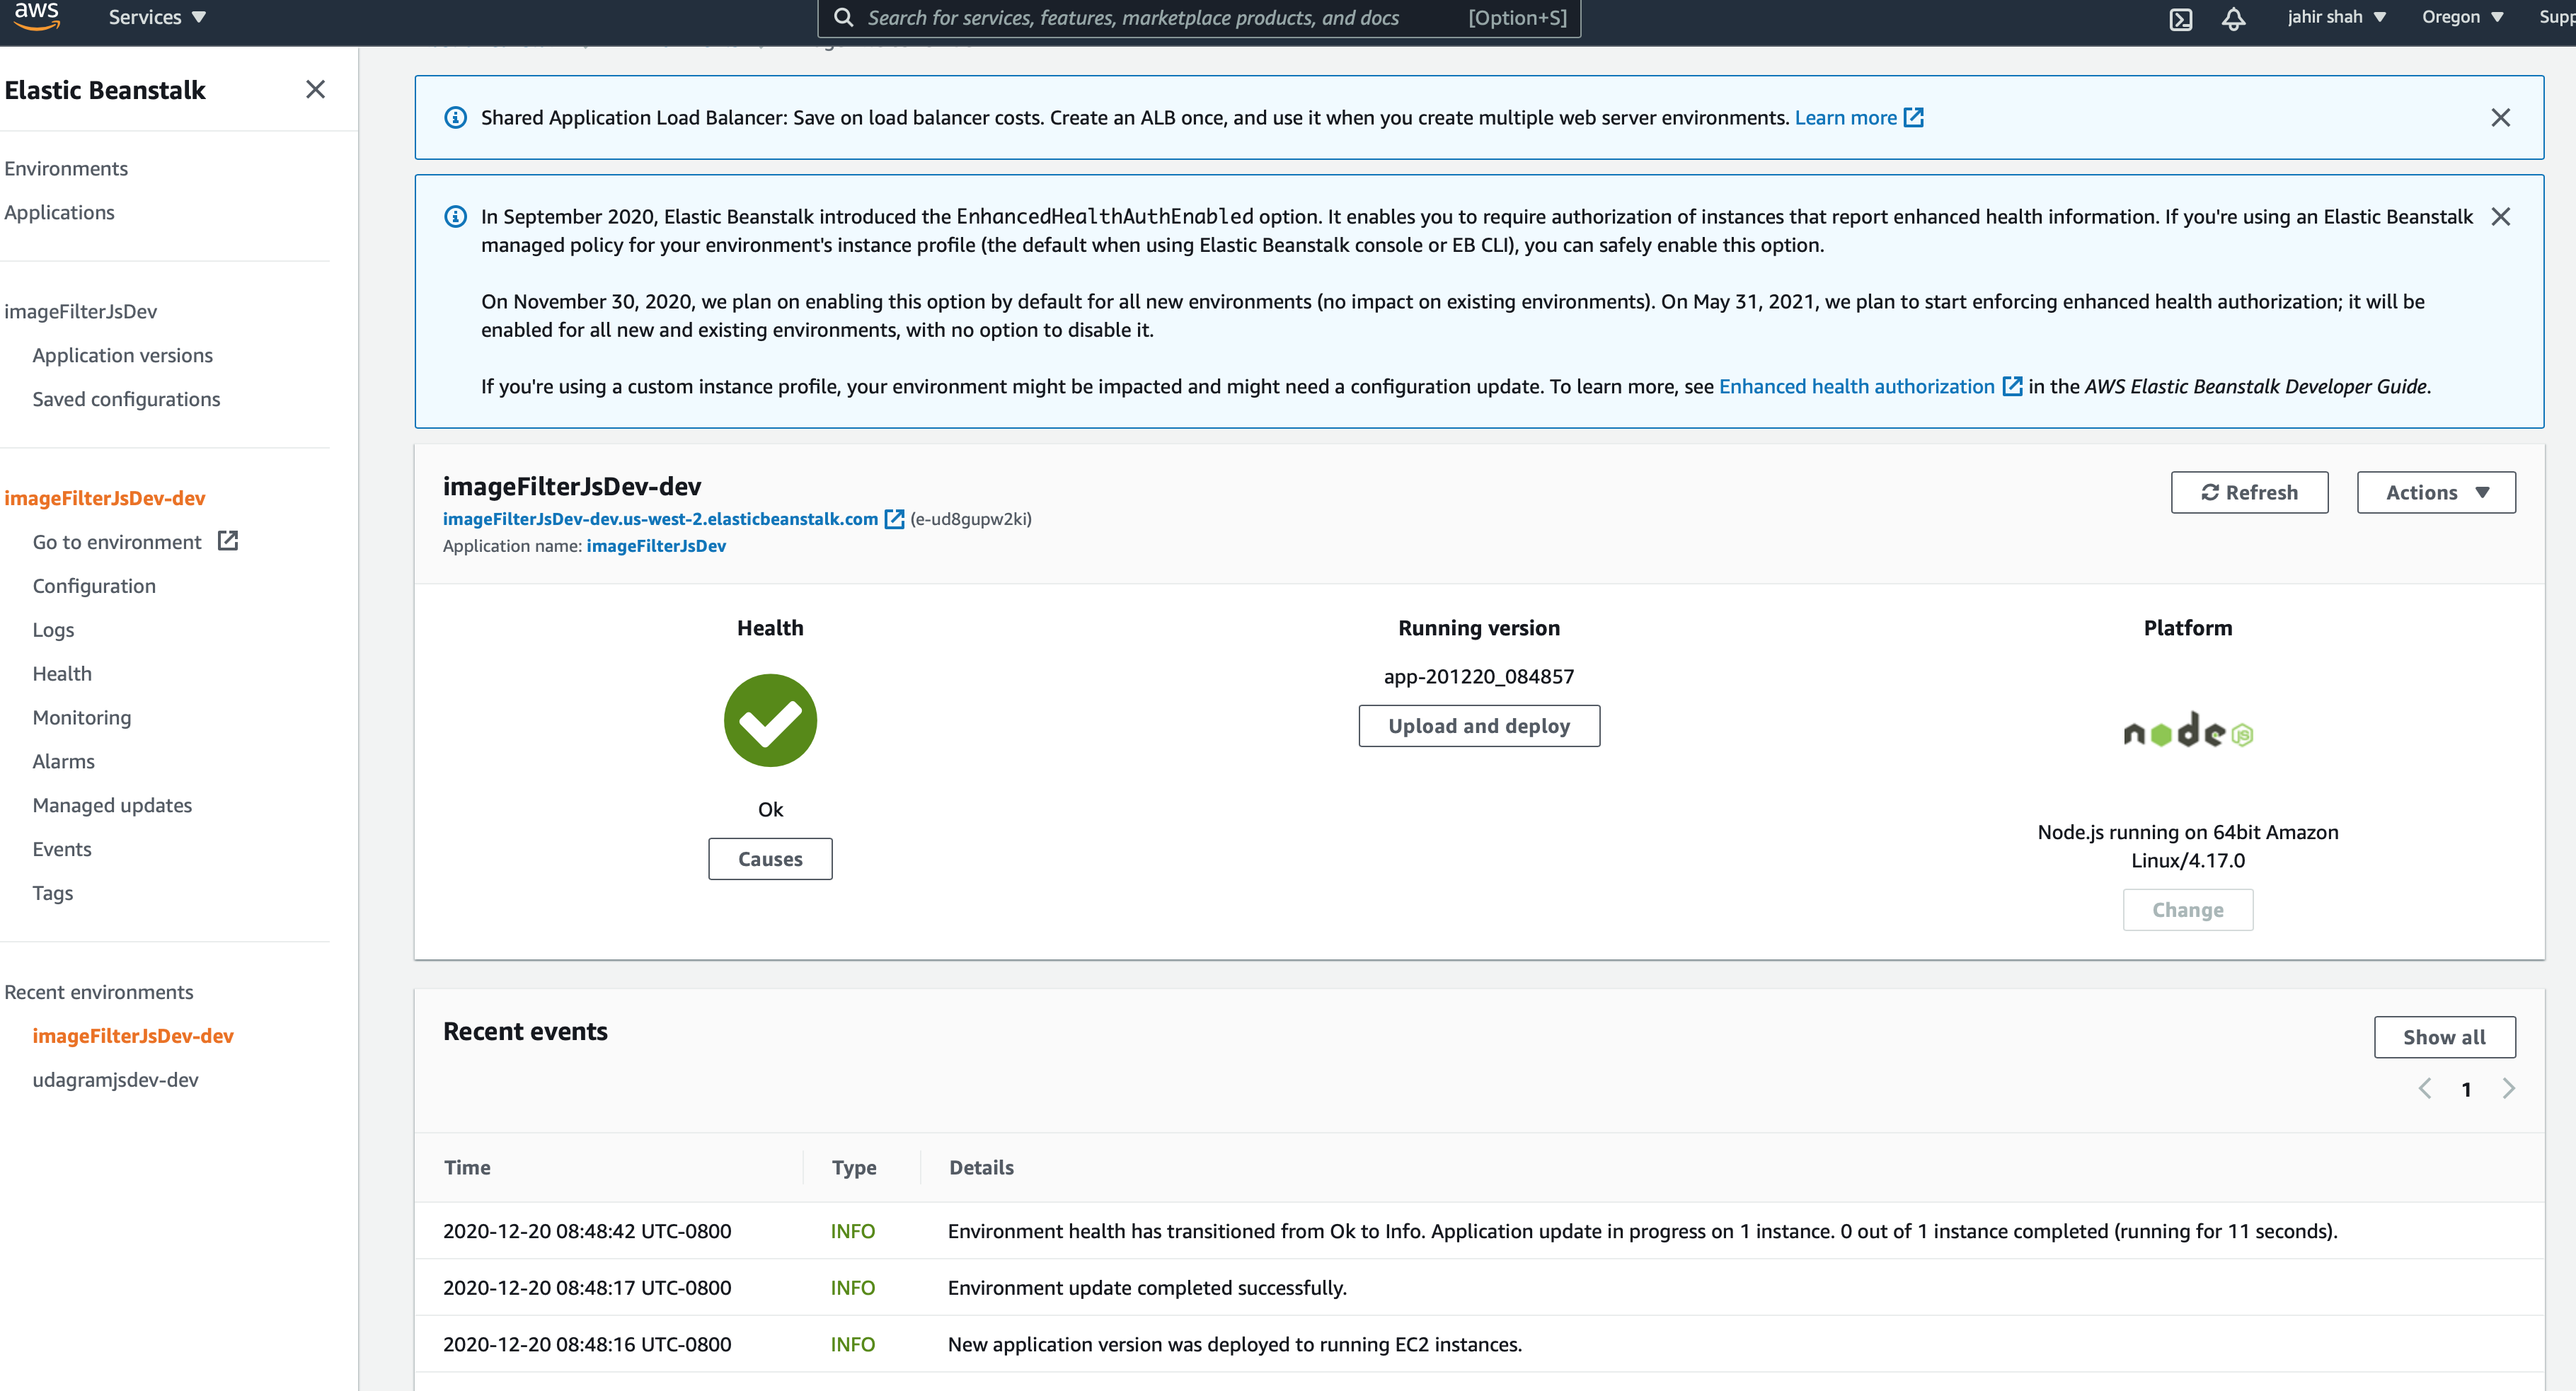 aws
Services ▼
Search for services, features, marketplace products, and docs
[Option+S]
jahir shah ▼
Oregon ▼
Elastic Beanstalk
Environments
Applications
imageFilterJsDev
Application versions
Saved configurations
imageFilterJsDev-dev
Go to environment
Configuration
Logs
Health
Monitoring
Alarms
Managed updates
Events
Tags
Recent environments
imageFilterJsDev-dev
udagramjsdev-dev
Shared Application Load Balancer: Save on load balancer costs. Create an ALB once, and use it when you create multiple web server environments. Learn more
In September 2020, Elastic Beanstalk introduced the EnhancedHealthAuthEnabled option. It enables you to require authorization of instances that report enhanced health information. If you're using an Elastic Beanstalk
managed policy for your environment's instance profile (the default when using Elastic Beanstalk console or EB CLI), you can safely enable this option.
On November 30, 2020, we plan on enabling this option by default for all new environments (no impact on existing environments). On May 31, 2021, we plan to start enforcing enhanced health authorization; it will be
enabled for all new and existing environments, with no option to disable it.
If you're using a custom instance profile, your environment might be impacted and might need a configuration update. To learn more, see Enhanced health authorization in the AWS Elastic Beanstalk Developer Guide.
imageFilterJsDev-dev
imageFilterJsDev-dev.us-west-2.elasticbeanstalk.com (e-ud8gupw2ki)
Application name: imageFilterJsDev
Refresh
Actions ▼
Health
Ok
Causes
Running version
app-201220_084857
Upload and deploy
Platform
node JS
Node.js running on 64bit Amazon
Linux/4.17.0
Change
Recent events
Show all
1
Time Type Details
2020-12-20 08:48:42 UTC-0800 INFO Environment health has transitioned from Ok to Info. Application update in progress on 1 instance. 0 out of 1 instance completed (running for 11 seconds).
2020-12-20 08:48:17 UTC-0800 INFO Environment update completed successfully.
2020-12-20 08:48:16 UTC-0800 INFO New application version was deployed to running EC2 instances.